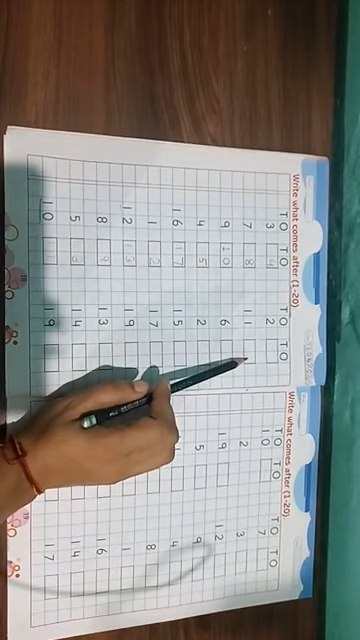 Write what comes after (1-20)
T O T O T O T O
3 4 2
7 8 11
9 10 6
4 5 2
16 17 15
1 2 17
12 13 19
8 9 13
5 14
10 19
18
Write what comes after (1-20)
T O T O T O T O
10 7
2 3
19 12
5 9
4
8
1
16
14
17
19